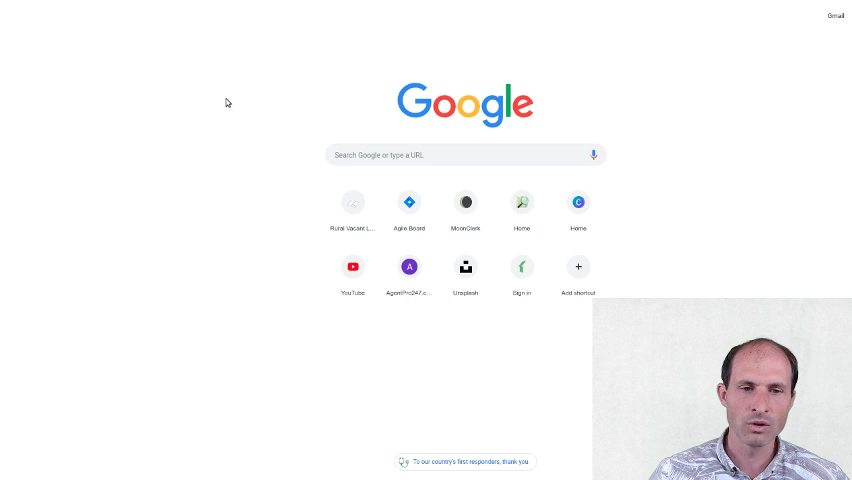 Gmail
Google
Search Google or type a URL
Rural Vacant L...
Agile Board
MoonClerk
Home
Home
C
YouTube
A
AgentPro247.c...
Unsplash
Sign in
Add shortcut
To our country's first responders, thank you